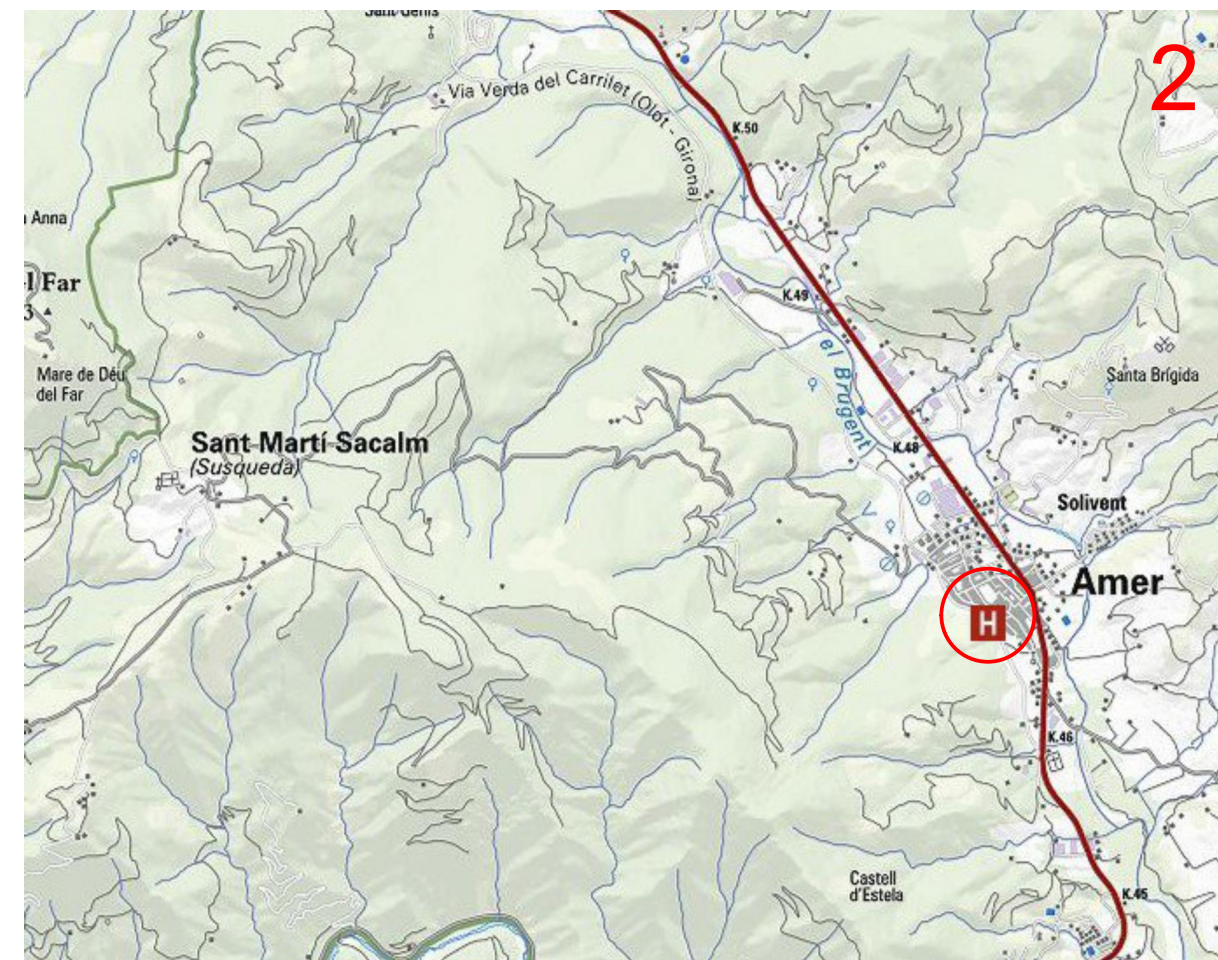 Sant Genís
2
Via Verda del Carrilet (Olot - Girona)
K.50
Anna
l Far
3
K.49
Mare de Déu
del Far
el Brugent
Santa Brígida
Sant Martí Sacalm
(Susqueda)
K.48
Solivent
Amer
H
K.46
Castell
d'Estela
K.45